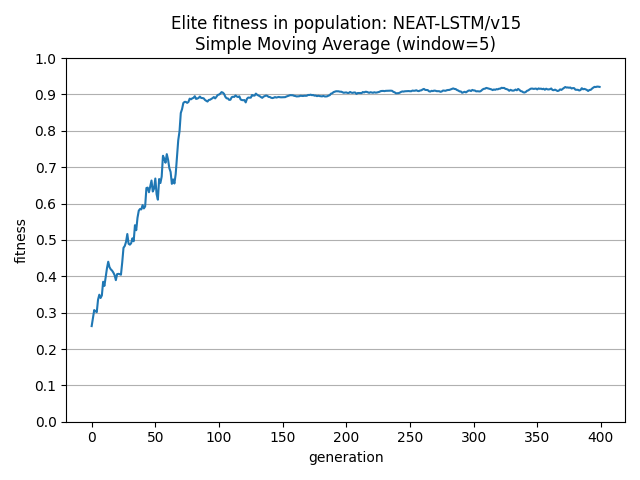 Elite fitness in population: NEAT-LSTM/v15
Simple Moving Average (window=5)
1.0
0.9
0.8
0.7
0.6
0.5
0.4
0.3
0.2
0.1
0.0
fitness
0 50 100 150 200 250 300 350 400
generation